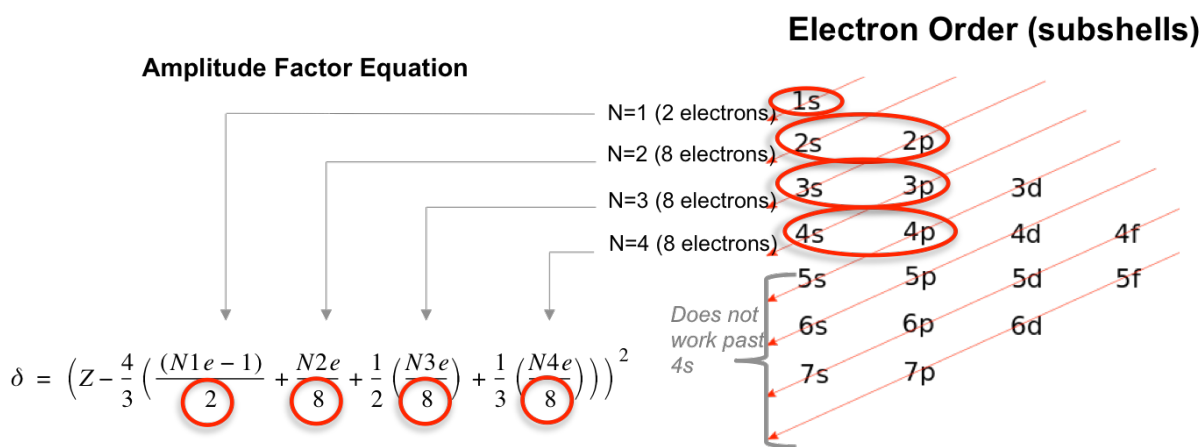 Electron Order (subshells)
Amplitude Factor Equation
N=1 (2 electrons)
1s
N=2 (8 electrons)
2s 2p
N=3 (8 electrons)
3s 3p 3d
N=4 (8 electrons)
4s 4p 4d 4f
5s 5p 5d 5f
6s 6p 6d
7s 7p
Does not
work past
4s
δ = (Z − 4/3 ((N1e − 1)/2 + N2e/8 + 1/2 (N3e/8) + 1/3 (N4e/8)))²